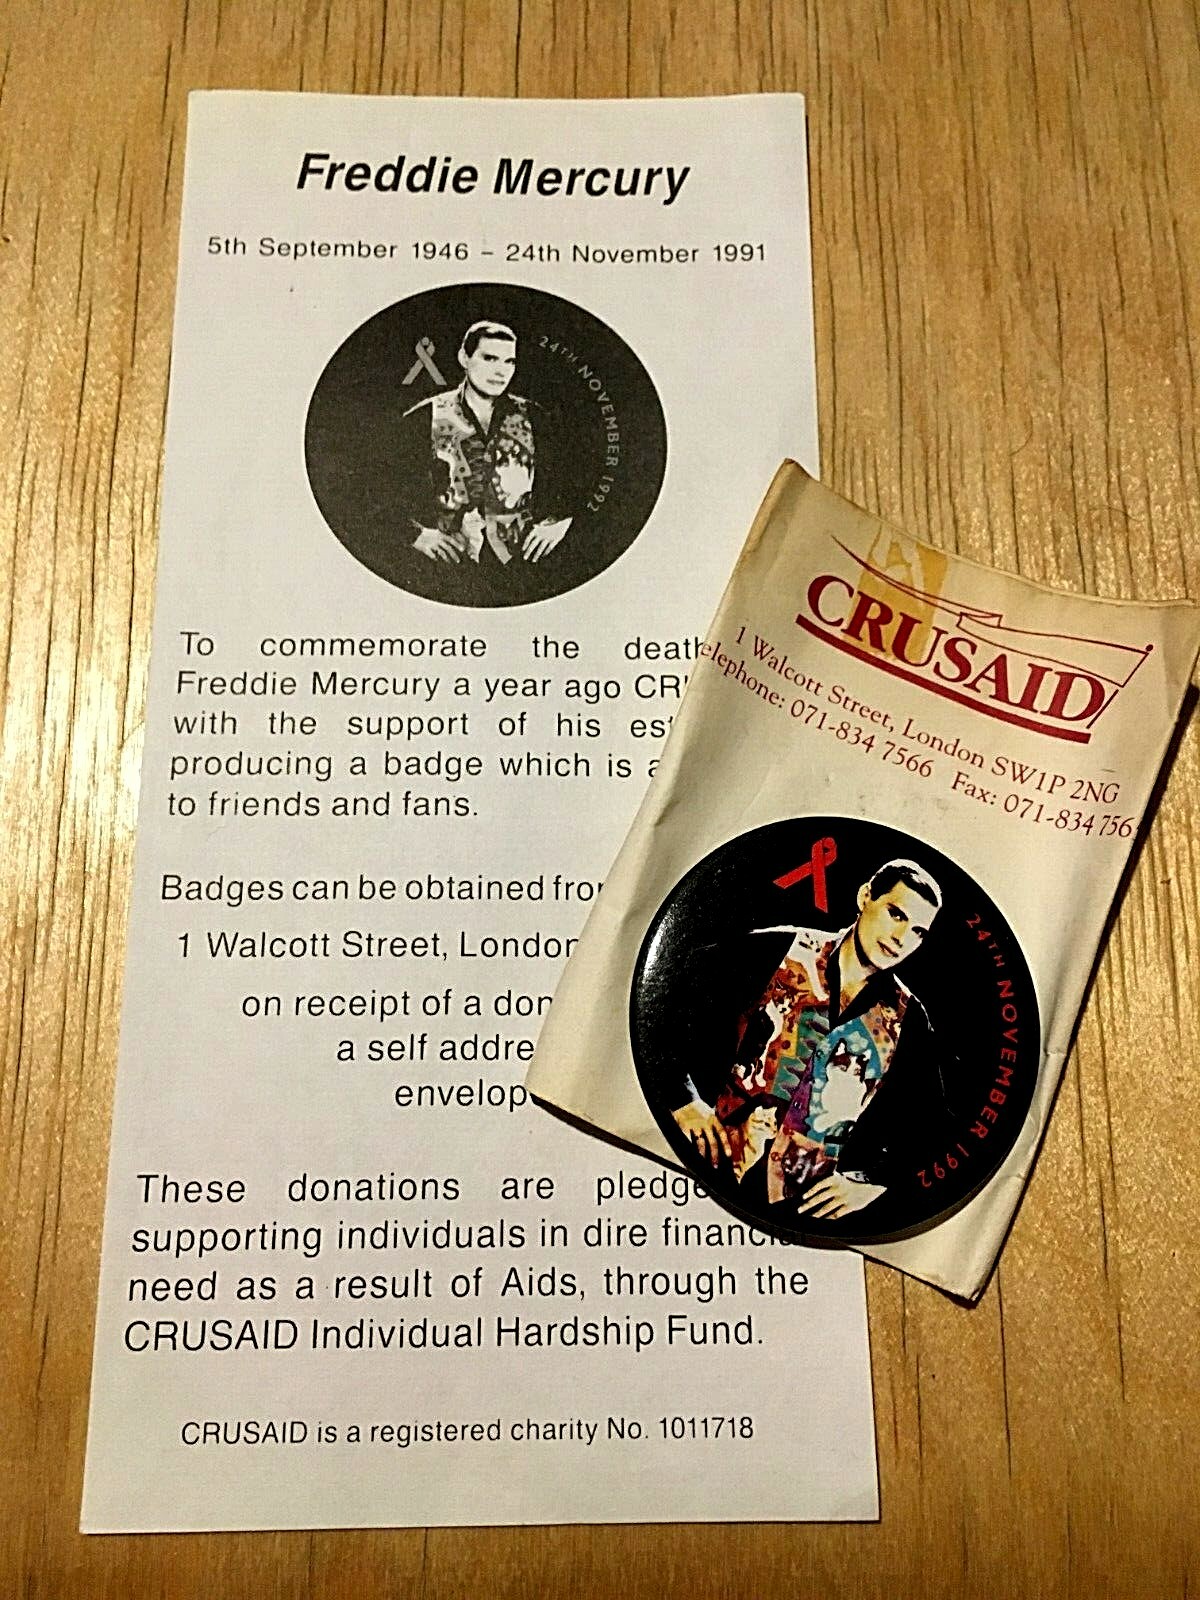 Freddie Mercury
5th September 1946 – 24th November 1991
24TH NOVEMBER 1992
To commemorate the death
Freddie Mercury a year ago
with the support of his
producing a badge which is
to friends and fans.
Badges can be obtained
1 Walcott Street, London
on receipt of a
a self
These donations are
supporting individuals in dire financial
need as a result of Aids, through the
CRUSAID Individual Hardship Fund.
CRUSAID is a registered charity No. 1011718
CRUSAID
1 Walcott Street, London SW1P 2NG
elephone: 071-834 7566 Fax: 071-834 756
24TH NOVEMBER 1992